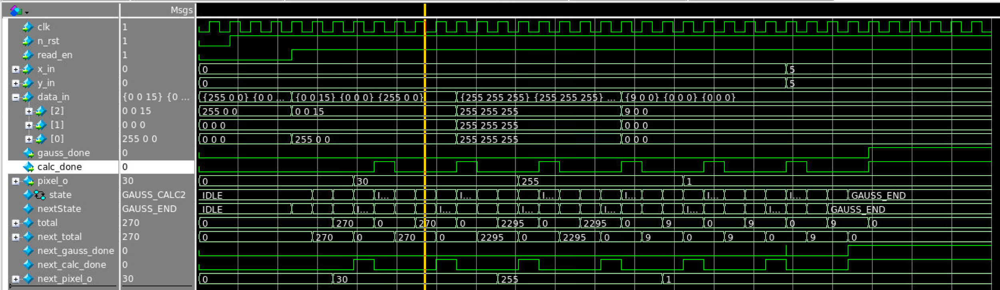 Msgs
clk 1
n_rst 1
read_en 1
x_in 0 0 5
y_in 0 0 5
data_in {0 0 15} {0 ... {255 0 0} {0 0 ... {0 0 15} {0 0 0} {255 0 0} {255 255 255} {255 255 255} ... {9 0 0} {0 0 0} {0 0 0}
[2] 0 0 15 255 0 0 0 0 15 255 255 255 9 0 0
[1] 0 0 0 0 0 0 255 255 255 0 0 0
[0] 255 0 0 0 0 0 255 0 0 255 255 255 0 0 0
gauss_done 0
calc_done 0
pixel_o 30 0 30 255 1
state GAUSS_CALC2 IDLE I... I... I... I... I... I... GAUSS_END
nextState GAUSS_END IDLE I... I... I... I... I... I... GAUSS_END
total 270 0 270 0 270 0 2295 0 2295 0 9 0 9 0 9 0
next_total 270 0 270 0 270 0 2295 0 2295 0 9 0 9 0 9 0
next_gauss_done 0
next_calc_done 0
next_pixel_o 30 0 30 255 1